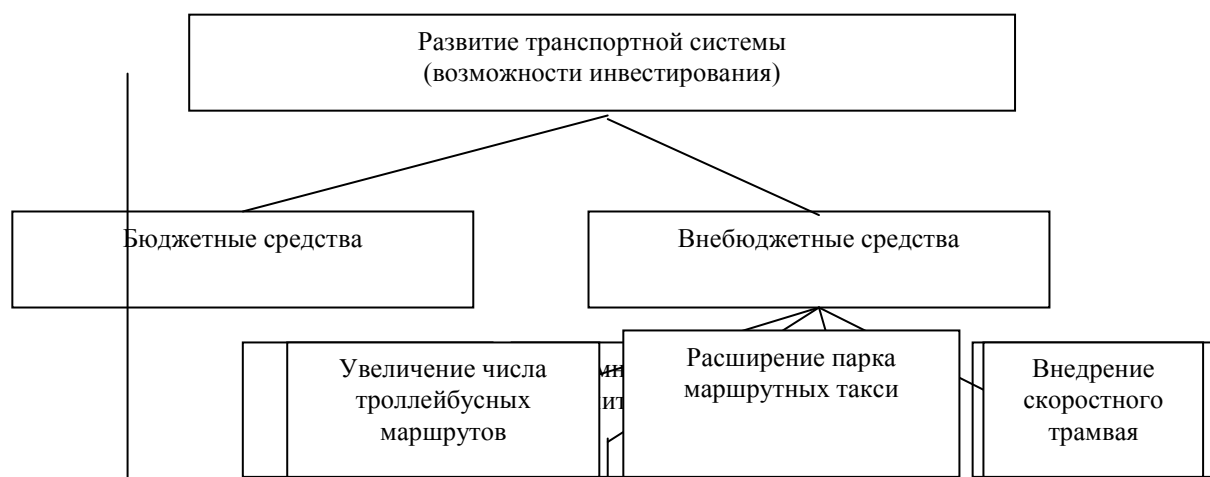 Развитие транспортной системы
(возможности инвестирования)
Бюджетные средства
Внебюджетные средства
Увеличение числа
троллейбусных
маршрутов
Расширение парка
маршрутных такси
Внедрение
скоростного
трамвая